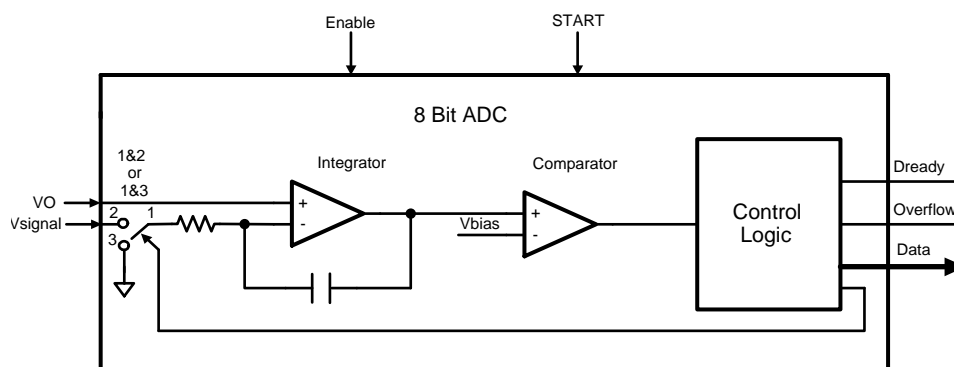 Enable
START
8 Bit ADC
1&2
or
1&3
Integrator
Comparator
Dready
VO
+
+
2
1
Vsignal
-
Vbias
-
Control
Logic
Overflow
3
Data